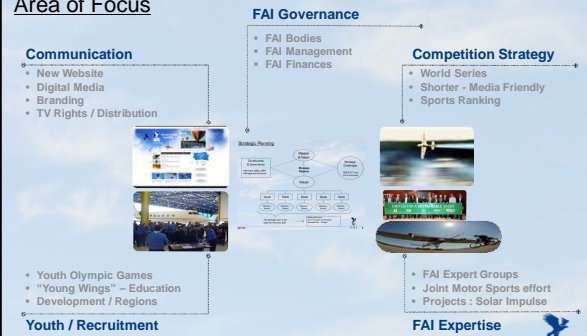 Area of Focus
FAI Governance
• FAI Bodies
• FAI Management
• FAI Finances
Communication
• New Website
• Digital Media
• Branding
• TV Rights / Distribution
Competition Strategy
• World Series
• Shorter - Media Friendly
• Sports Ranking
Strategic Planning
• Youth Olympic Games
• “Young Wings” – Education
• Development / Regions
Youth / Recruitment
• FAI Expert Groups
• Joint Motor Sports effort
• Projects : Solar Impulse
FAI Expertise